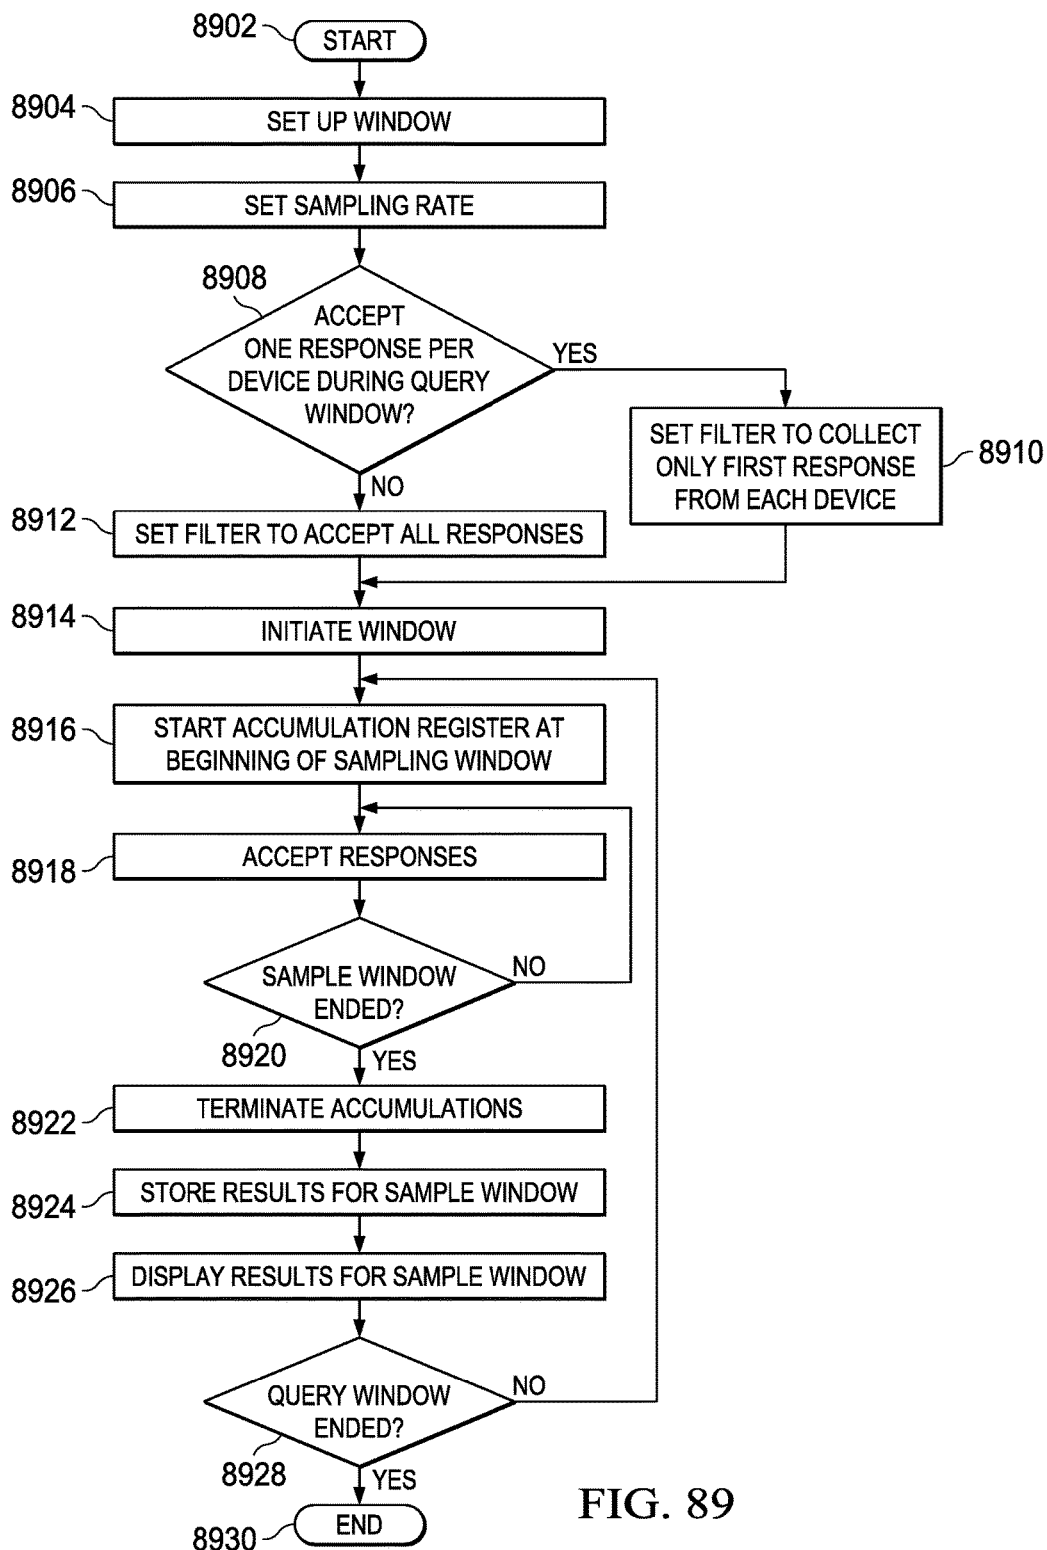 8902
START
8904
SET UP WINDOW
8906
SET SAMPLING RATE
8908
ACCEPT
ONE RESPONSE PER
DEVICE DURING QUERY
WINDOW?
YES
SET FILTER TO COLLECT
ONLY FIRST RESPONSE
FROM EACH DEVICE
8910
NO
8912
SET FILTER TO ACCEPT ALL RESPONSES
8914
INITIATE WINDOW
8916
START ACCUMULATION REGISTER AT
BEGINNING OF SAMPLING WINDOW
8918
ACCEPT RESPONSES
SAMPLE WINDOW
ENDED?
NO
8920
YES
8922
TERMINATE ACCUMULATIONS
8924
STORE RESULTS FOR SAMPLE WINDOW
8926
DISPLAY RESULTS FOR SAMPLE WINDOW
QUERY WINDOW
ENDED?
NO
8928
YES
8930
END
FIG. 89